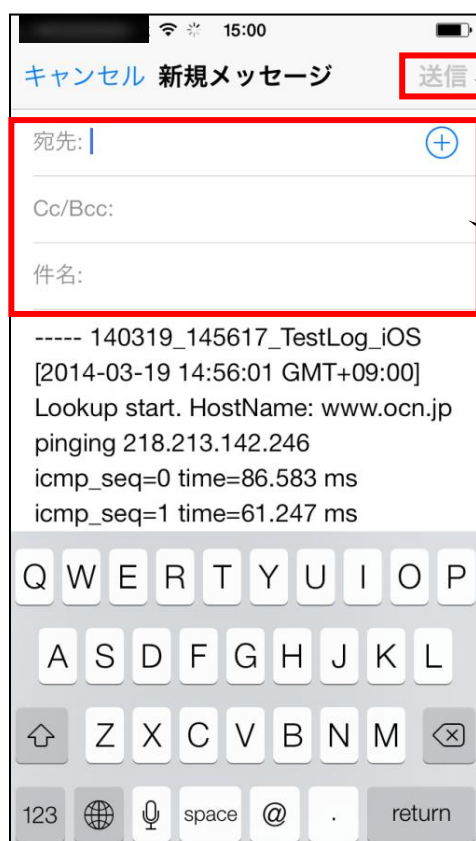 15:00
キャンセル 新規メッセージ 送信
宛先:
Cc/Bcc:
件名:
----- 140319_145617_TestLog_iOS
[2014-03-19 14:56:01 GMT+09:00]
Lookup start. HostName: www.ocn.jp
pinging 218.213.142.246
icmp_seq=0 time=86.583 ms
icmp_seq=1 time=61.247 ms
Q W E R T Y U I O P
A S D F G H J K L
Z X C V B N M
123 space @ . return